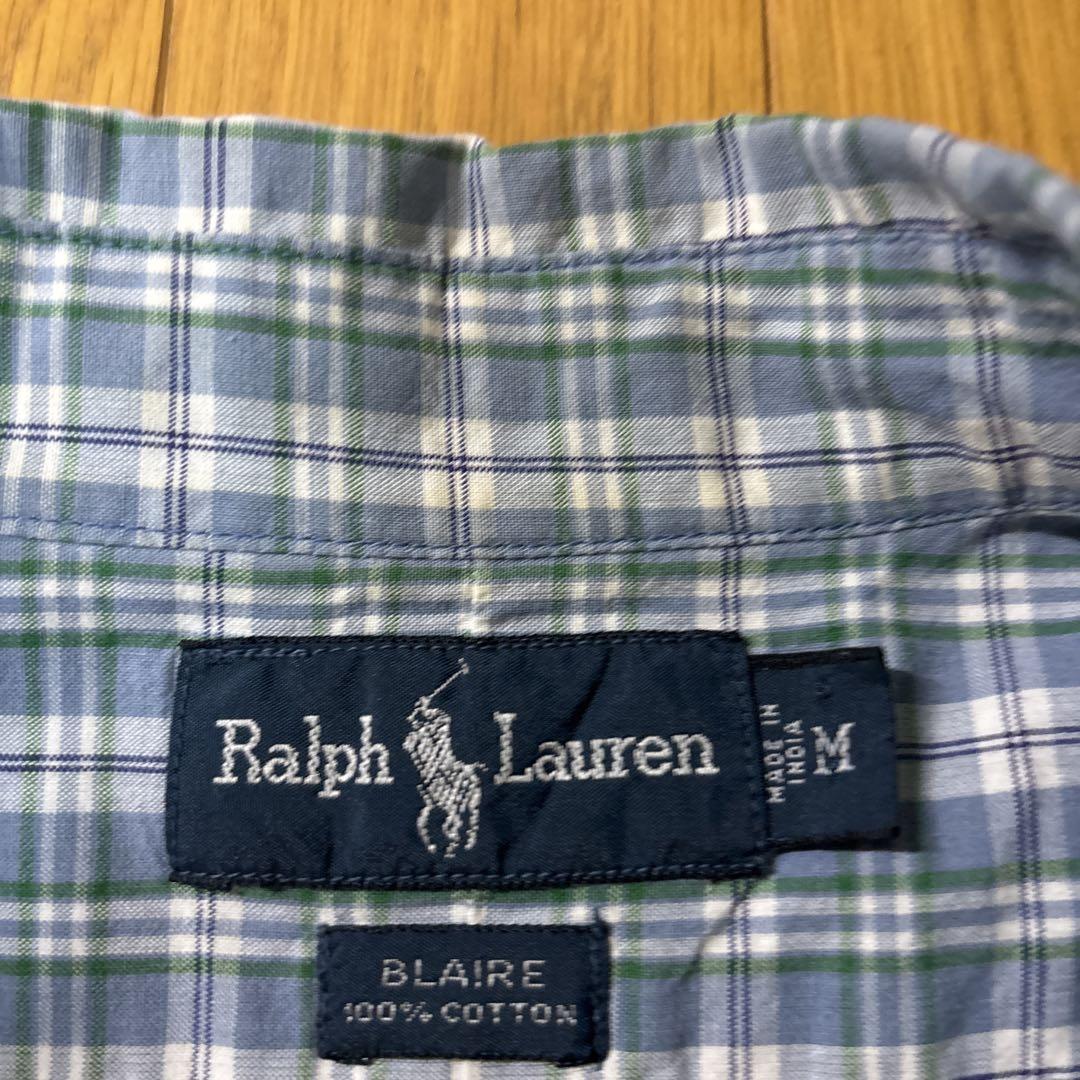 Ralph Lauren
MADE IN
INDIA
M
BLAIRE
100% COTTON